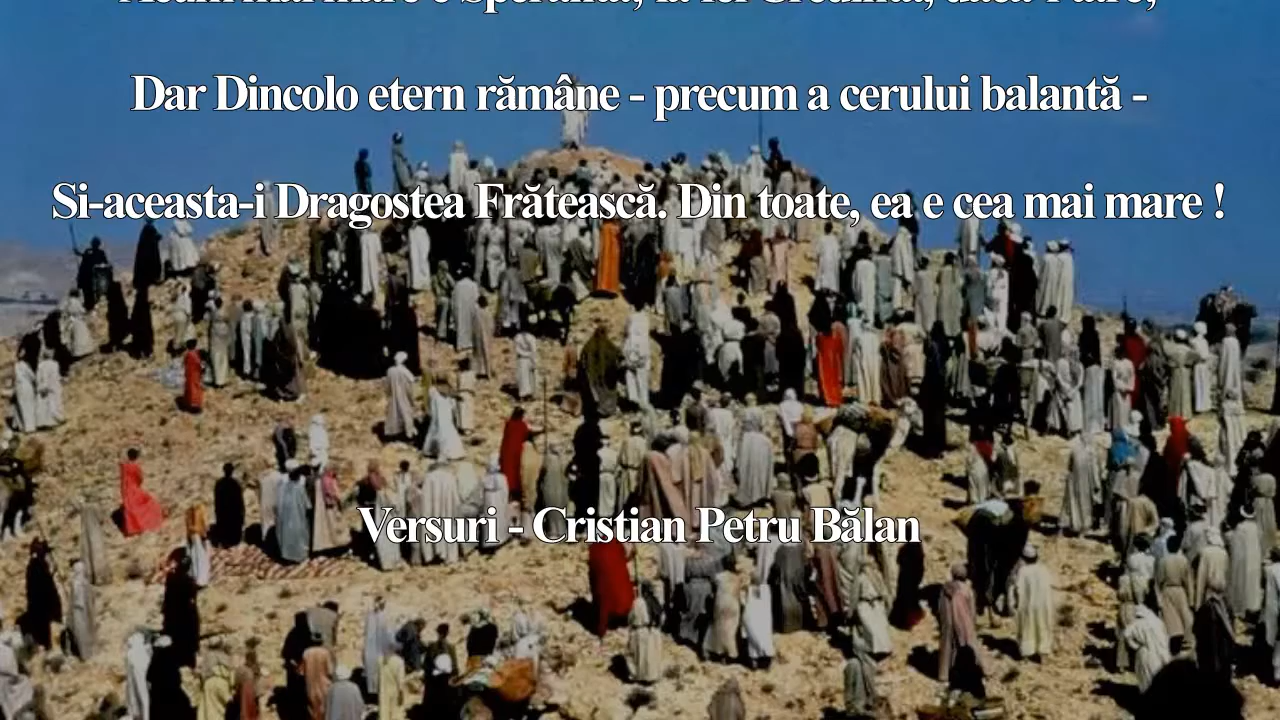 Dar Dincolo etern rămâne - precum a cerului balantă -
Si-aceasta-i Dragostea Frătească. Din toate, ea e cea mai mare !
Versuri - Cristian Petru Bălan